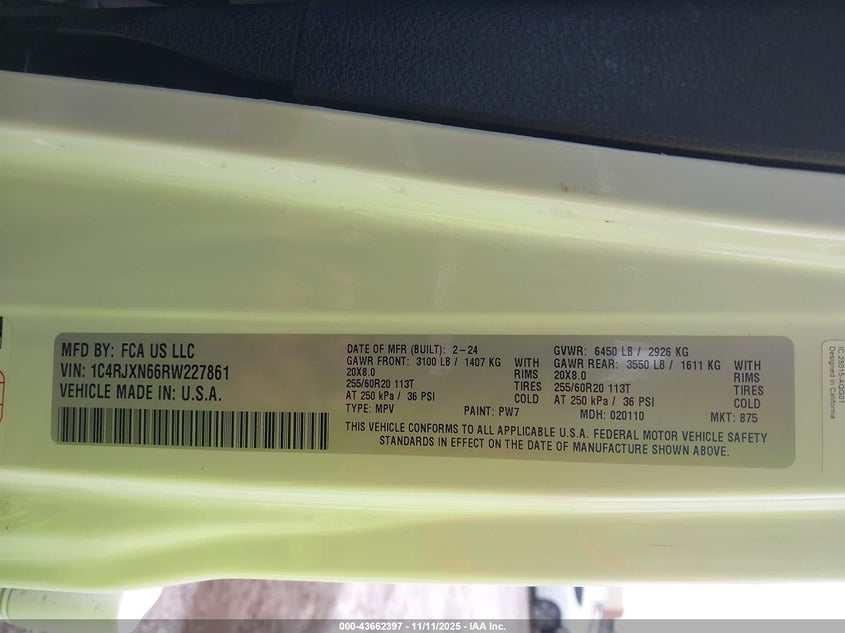 MFD BY: FCA US LLC
VIN: 1C4RJXN66RW227861
VEHICLE MADE IN: U.S.A.
DATE OF MFR (BUILT): 2-24
GAWR FRONT: 3100 LB / 1407 KG WITH
20X8.0 RIMS
255/60R20 113T TIRES
AT 250 kPa / 36 PSI COLD
TYPE: MPV PAINT: PW7
GVWR: 6450 LB / 2926 KG
GAWR REAR: 3550 LB / 1611 KG WITH
20X8.0 RIMS
255/60R20 113T TIRES
AT 250 kPa / 36 PSI COLD
MDH: 020110 MKT: 875
THIS VEHICLE CONFORMS TO ALL APPLICABLE U.S.A. FEDERAL MOTOR VEHICLE SAFETY
STANDARDS IN EFFECT ON THE DATE OF MANUFACTURE SHOWN ABOVE.
IC 25015-AQG01
Designed in California
000-43662397 - 11/11/2025 - IAA Inc.